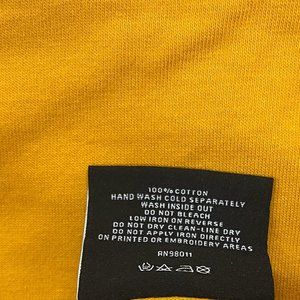 100% COTTON
HAND WASH COLD SEPARATELY
WASH INSIDE OUT
DO NOT BLEACH
LOW IRON ON REVERSE
DO NOT DRY CLEAN-LINE DRY
DO NOT IRON DIRECTLY
ON PRINTED OR EMBROIDERY AREAS
RN98011